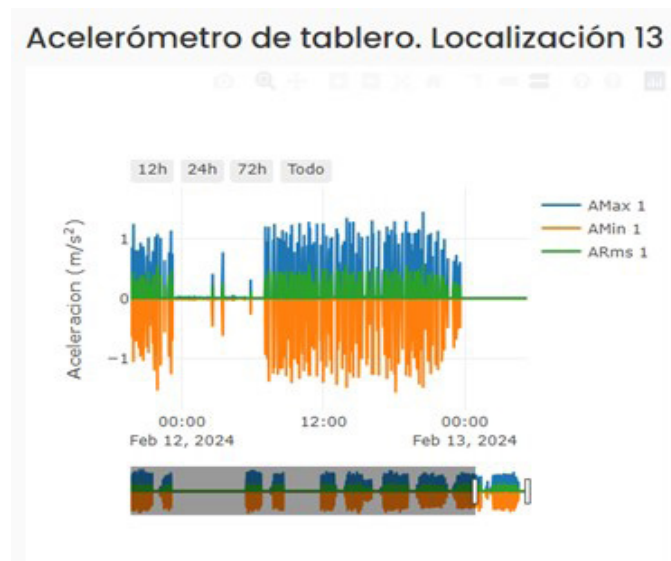 Acelerómetro de tablero. Localización 13
12h 24h 72h Todo
AMax 1
AMin 1
ARms 1
Aceleracion (m/s²)
1
0
−1
00:00 12:00 00:00
Feb 12, 2024 Feb 13, 2024